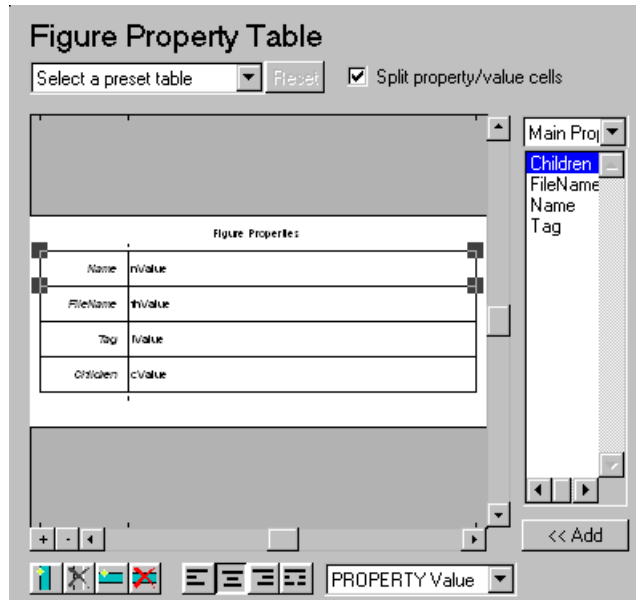 Figure Property Table
Select a preset table Reset Split property/value cells
Main Proj
Children
FileName
Name
Tag
Figure Properties
Name nValue
FileName fnValue
Tag tValue
Children cValue
+ -
<< Add
PROPERTY Value